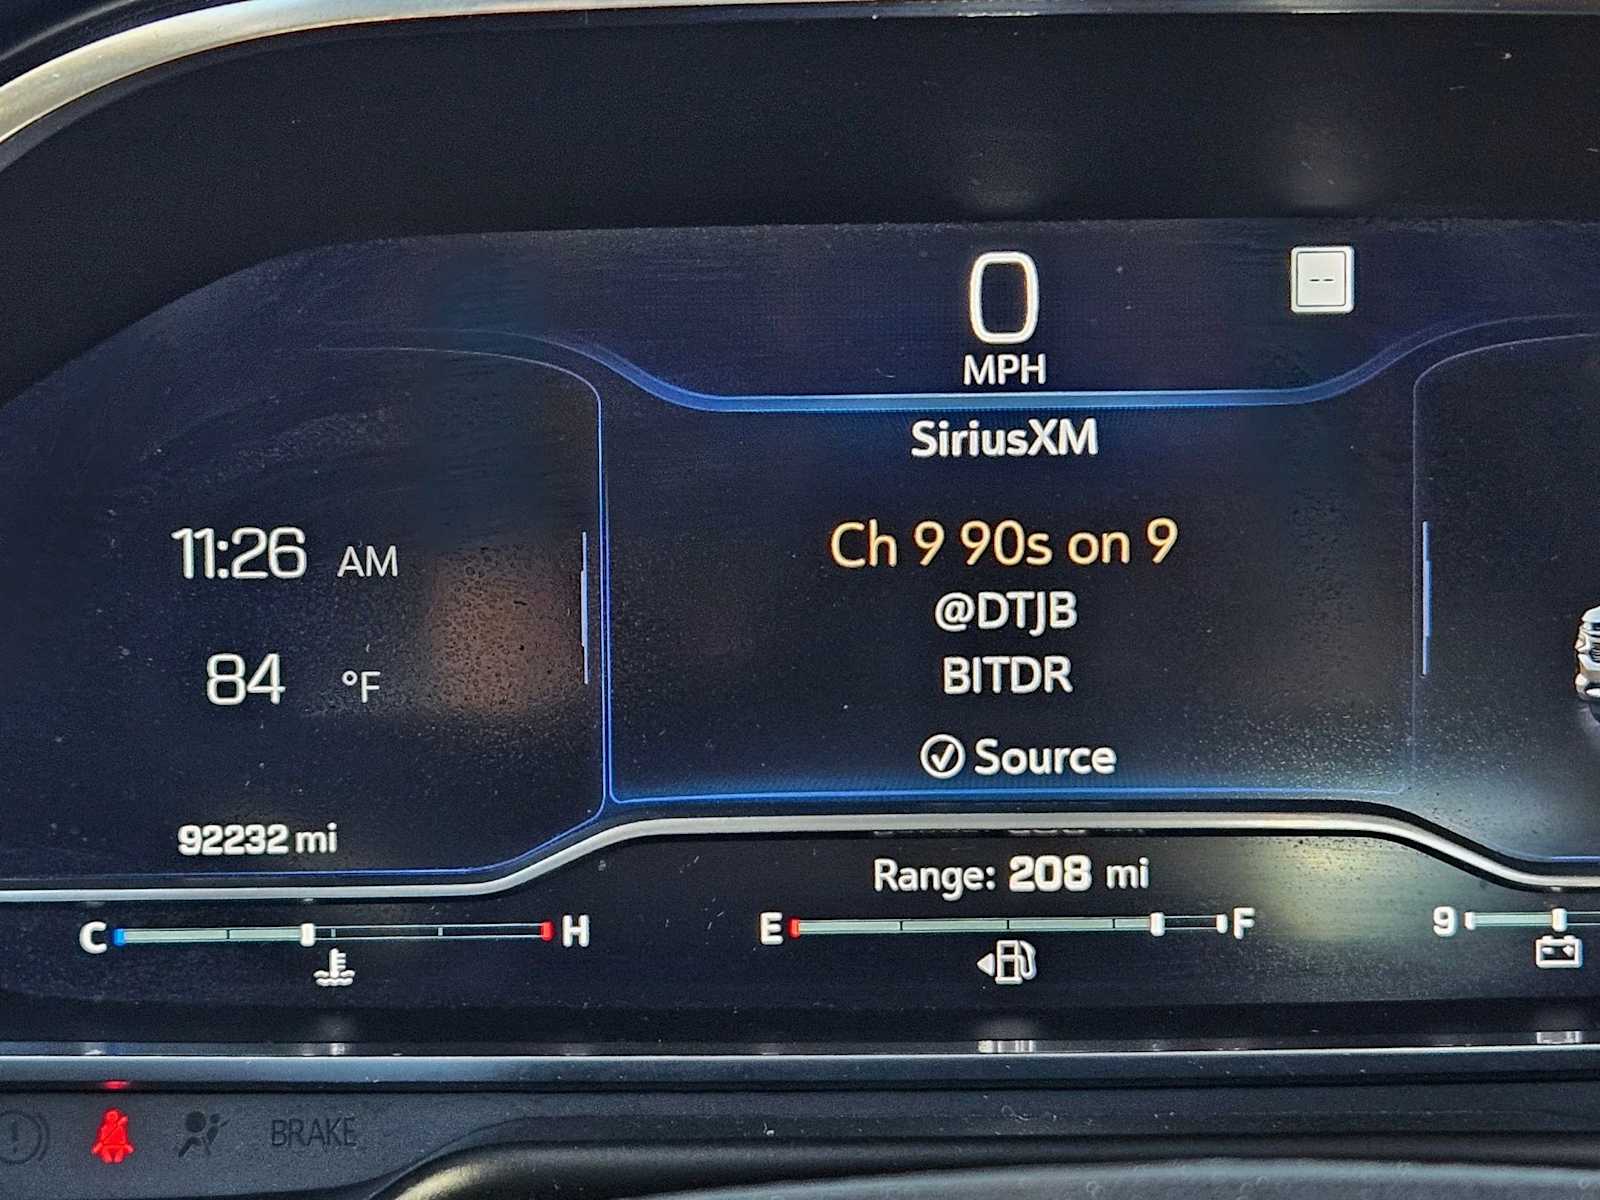 0
--
MPH
SiriusXM
Ch 9 90s on 9
@DTJB
BITDR
Source
11:26 AM
84 °F
92232 mi
Range: 208 mi
C H
E F
9
BRAKE